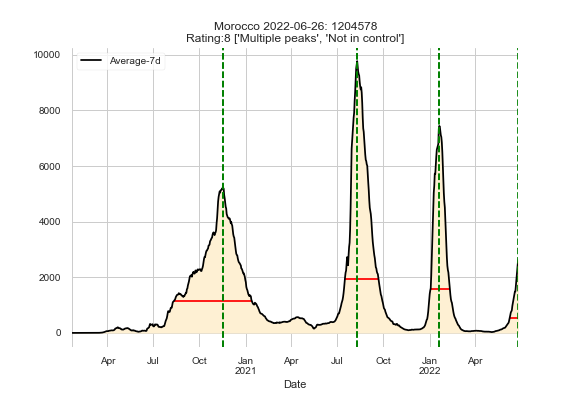 Morocco 2022-06-26: 1204578
Rating:8 ['Multiple peaks', 'Not in control']
Average-7d
10000
8000
6000
4000
2000
0
Apr Jul Oct Jan Apr Jul Oct Jan Apr
2021 2022
Date